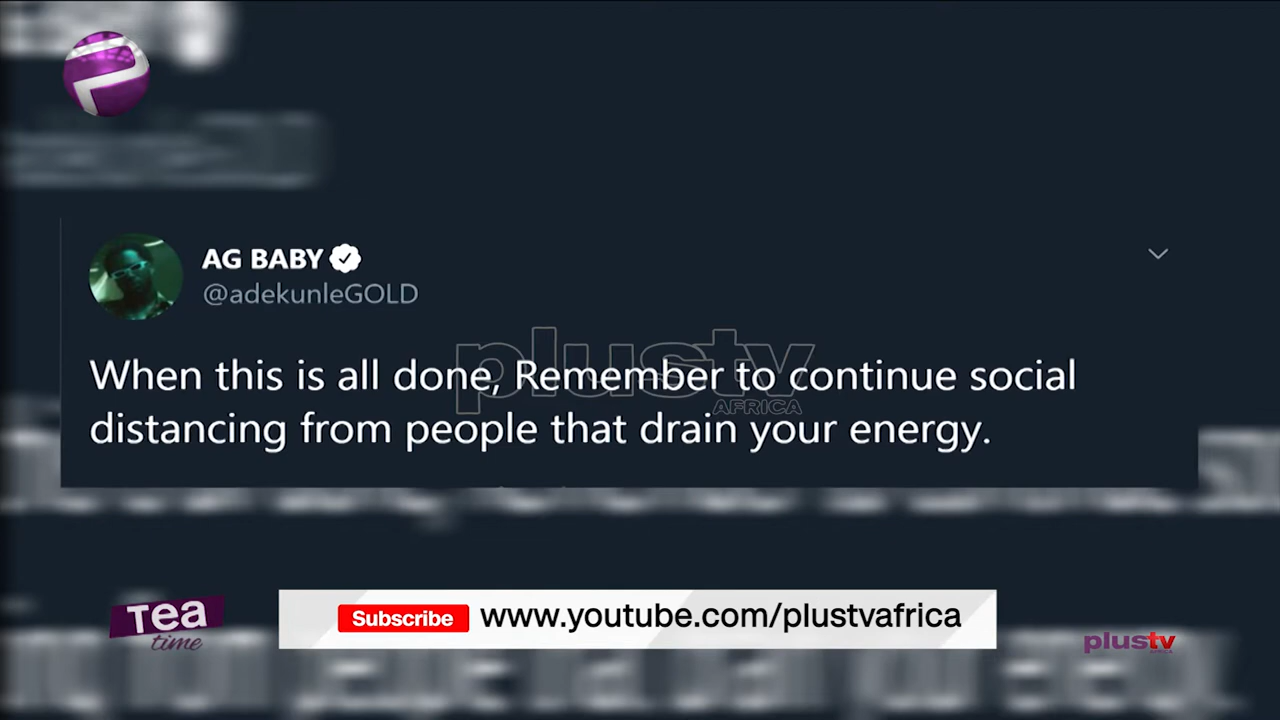 AG BABY
@adekunleGOLD
When this is all done, Remember to continue social
distancing from people that drain your energy.
plustv
AFRICA
Tea
time
Subscribe www.youtube.com/plustvafrica
plustv
AFRICA